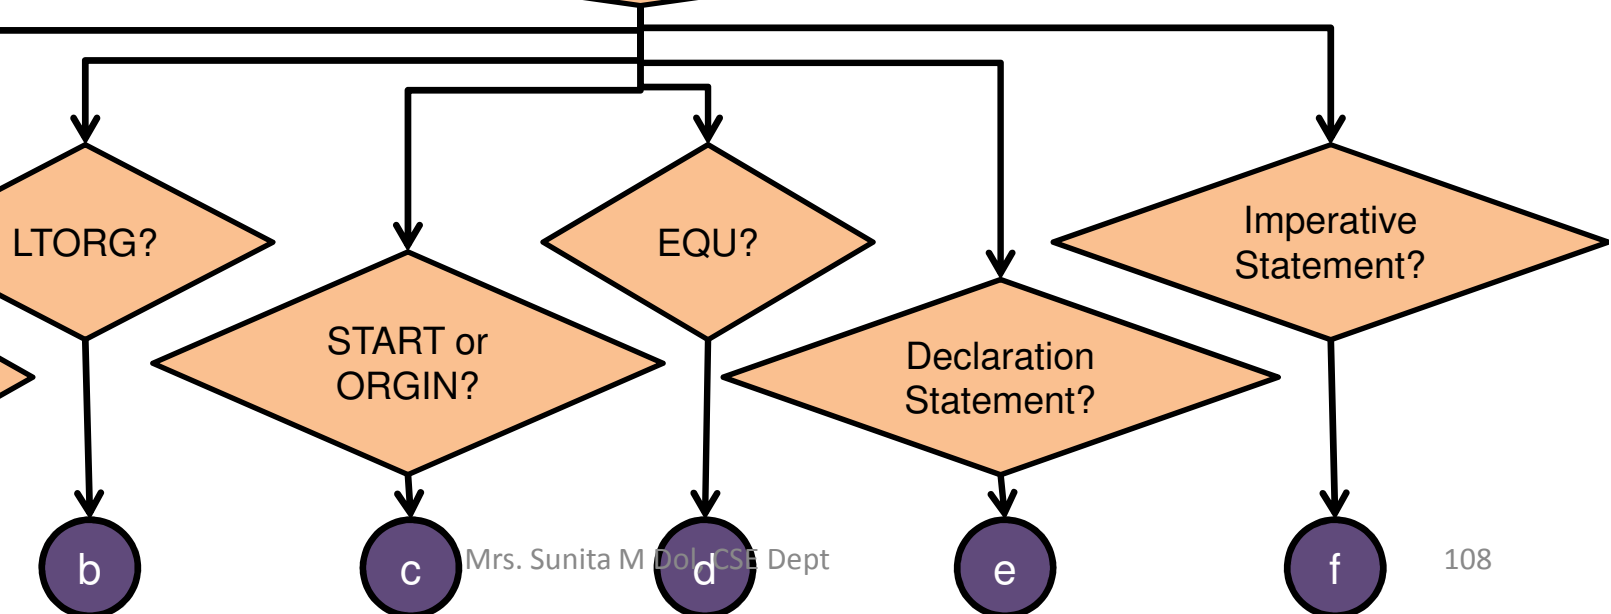 LTORG?
START or
ORGIN?
EQU?
Declaration
Statement?
Imperative
Statement?
b
c
d
e
f
Mrs. Sunita M Dol, CSE Dept
108